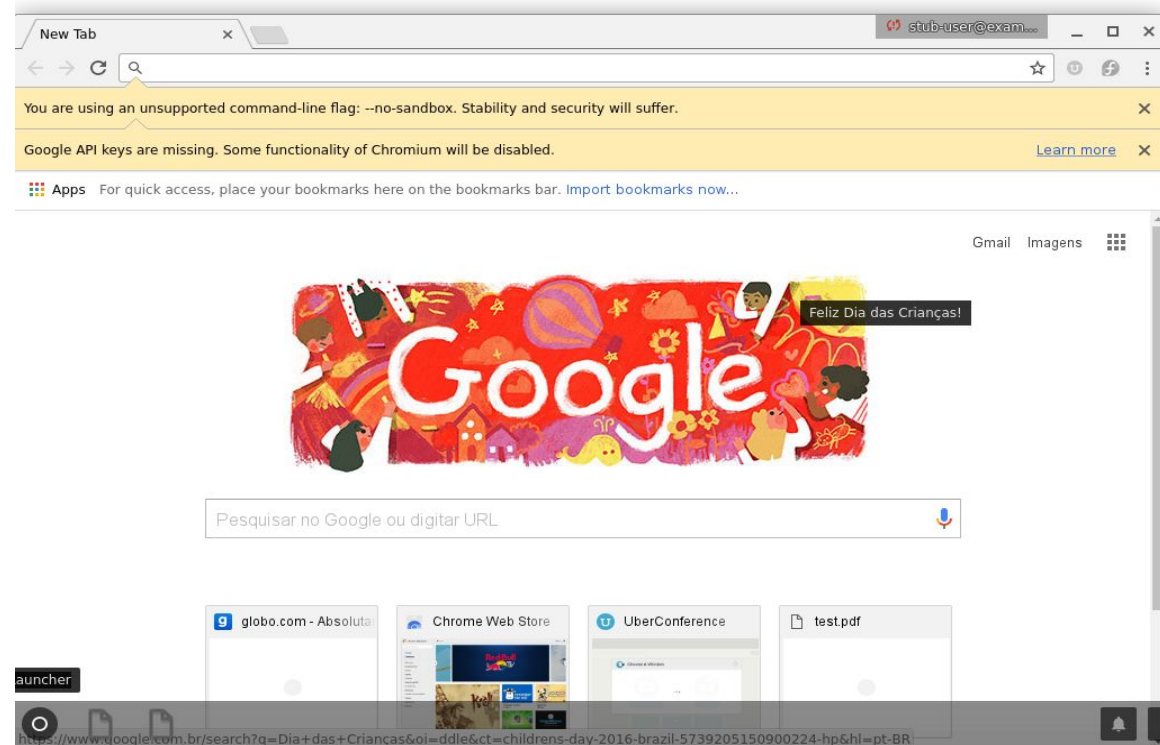 New Tab
stub-user@exam...
You are using an unsupported command-line flag: --no-sandbox. Stability and security will suffer.
Google API keys are missing. Some functionality of Chromium will be disabled. Learn more
Apps For quick access, place your bookmarks here on the bookmarks bar. Import bookmarks now...
Gmail Imagens
Google
Feliz Dia das Crianças!
Pesquisar no Google ou digitar URL
globo.com - Absoluta
Chrome Web Store
UberConference
test.pdf
auncher
https://www.google.com.br/search?q=Dia+das+Crianças&oi=ddle&ct=childrens-day-2016-brazil-5739205150900224-hp&hl=pt-BR